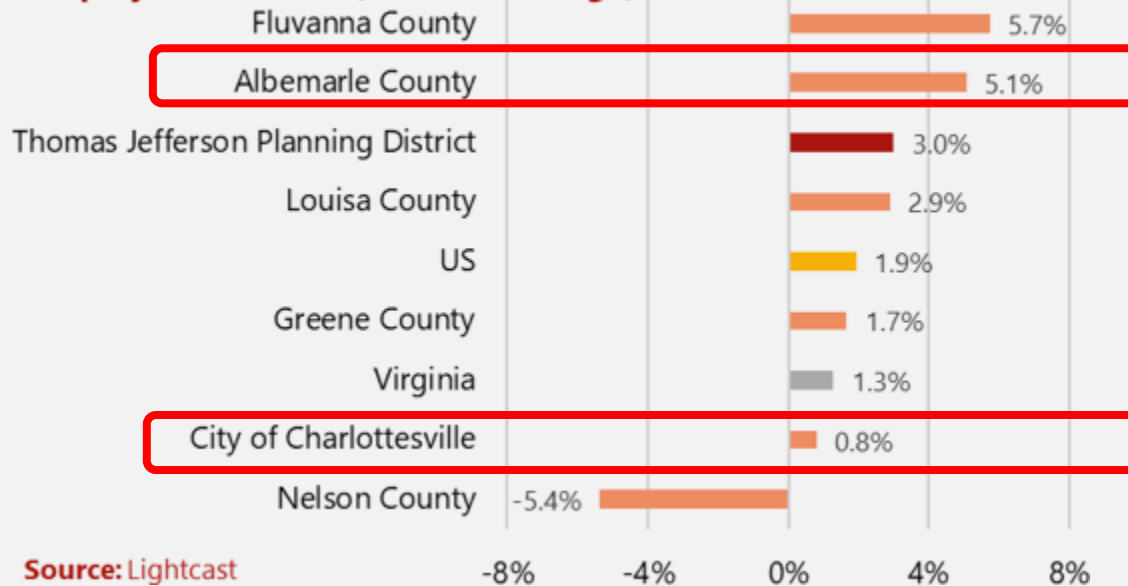 Fluvanna County 5.7%
Albemarle County 5.1%
Thomas Jefferson Planning District 3.0%
Louisa County 2.9%
US 1.9%
Greene County 1.7%
Virginia 1.3%
City of Charlottesville 0.8%
Nelson County -5.4%
Source: Lightcast -8% -4% 0% 4% 8%